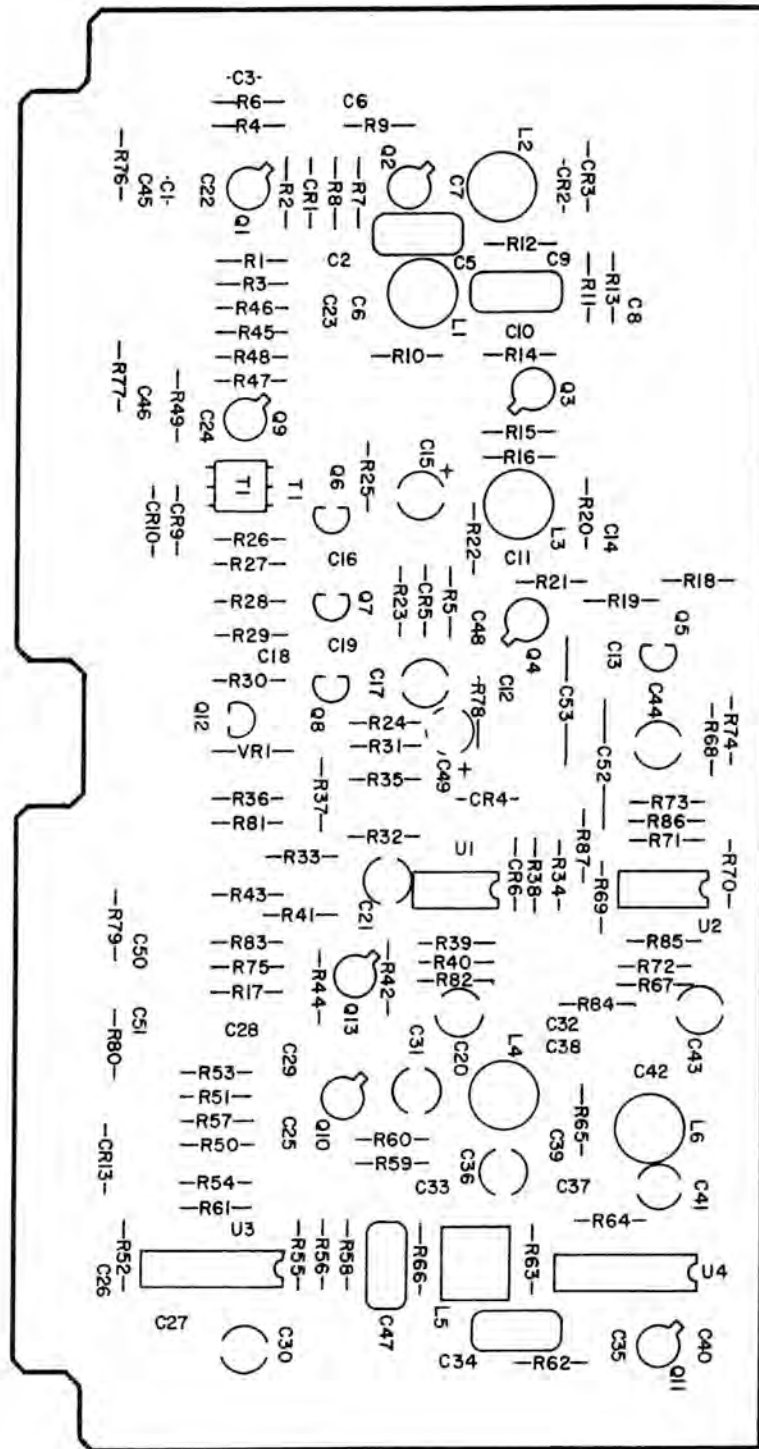 -C3-
-R6-
C6
-R4-
-R9-
L2
-R76-
C45
-C1-
C22
Q1
-R2-
-CR1-
-R8-
-R7-
Q2
C7
-CR2-
-CR3-
-R12-
-R1-
C2
C5
C9
-R11-
-R13-
C8
-R3-
-R46-
C23
C6
L1
-R45-
C10
-R48-
-R10-
-R14-
-R77-
C46
-R49-
-R47-
C24
Q9
Q3
-R15-
-R16-
C15
+
-R25-
Q6
T1
T1
-CR10-
-CR9-
L3
-R20-
C14
-R22-
-R26-
C11
-R27-
C16
-R21-
-R18-
-R28-
Q7
-R23-
-CR5-
-R5-
C48
-R19-
Q5
Q4
-R29-
C19
C18
C13
-R30-
C17
-R78-
C12
-C53-
C44
-R74-
-R68-
Q12
Q8
-R24-
-VR1-
-R31-
C49
+
-C52-
-R35-
-R37-
-R36-
-CR4-
-R73-
-R81-
-R86-
-R32-
U1
-R87-
-R71-
-R33-
-CR6-
-R38-
-R34-
-R69-
-R70-
-R43-
C21
U2
-R41-
-R79-
C50
-R83-
-R39-
-R85-
-R75-
-R44-
Q13
-R42-
-R40-
-R72-
-R82-
-R67-
-R17-
-R84-
C51
-R80-
C28
C32
C29
C31
C20
L4
C38
C43
-R53-
C42
-R51-
-R57-
C25
Q10
-R65-
L6
-R50-
-R60-
C39
-CR13-
-R59-
C36
-R54-
C33
C37
C41
-R61-
U3
-R64-
-R52-
C26
-R55-
-R56-
-R58-
-R66-
-R63-
U4
C27
C30
C47
L5
C34
-R62-
C35
Q11
C40